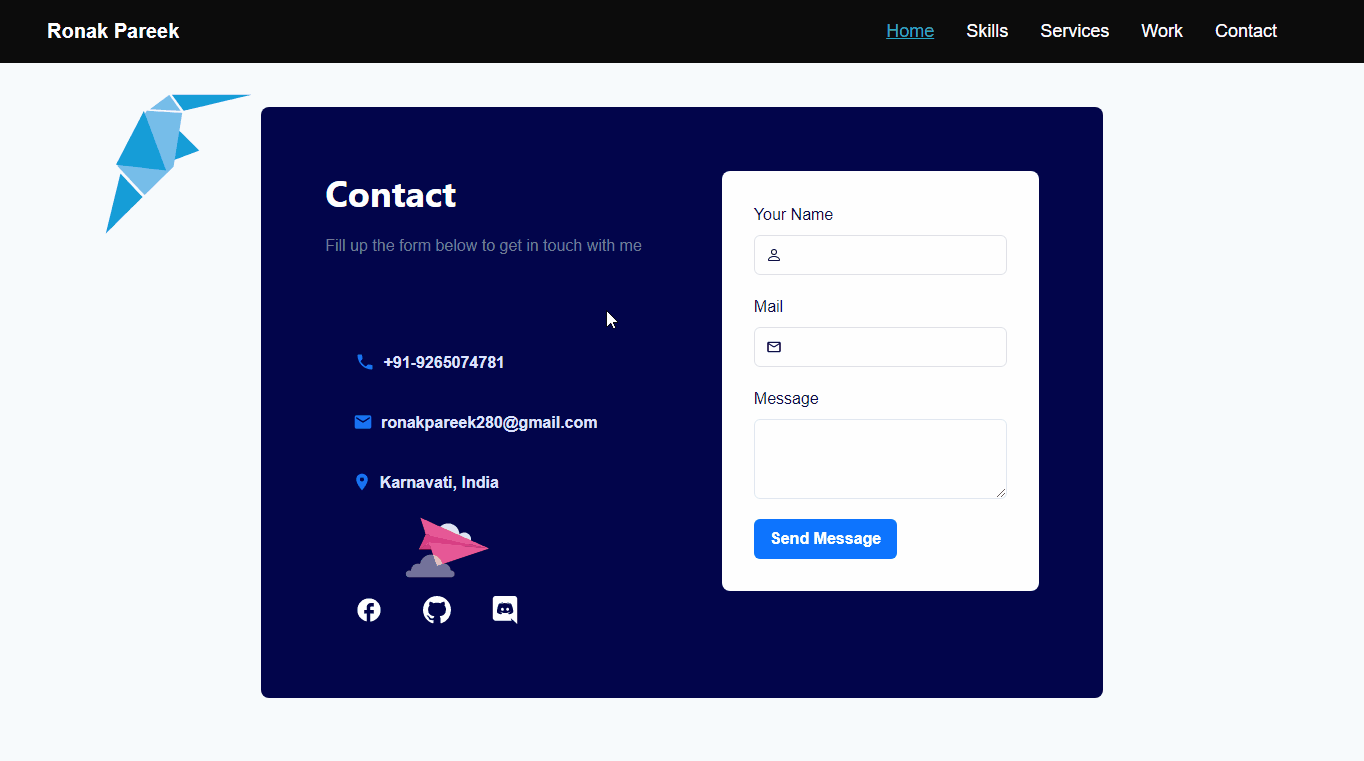 Ronak Pareek
Home Skills Services Work Contact
Contact
Fill up the form below to get in touch with me
+91-9265074781
ronakpareek280@gmail.com
Karnavati, India
Your Name
Mail
Message
Send Message